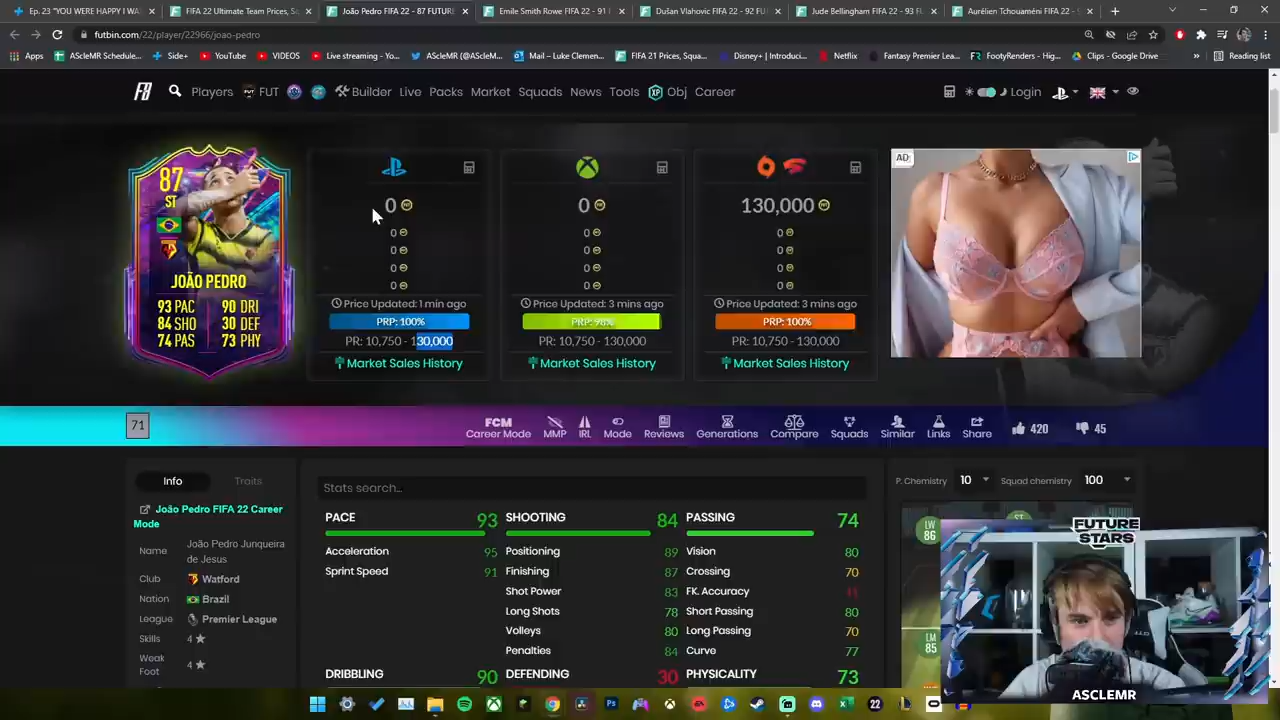 Ep. 23 "YOU WERE HAPPY I WA
FIFA 22 Ultimate Team Prices, Sc
João Pedro FIFA 22 - 87 FUTURE
Emile Smith Rowe FIFA 22 - 91
Dušan Vlahovic FIFA 22 - 92 FU
Jude Bellingham FIFA 22 - 93 FU
Aurélien Tchouaméni FIFA 22 -
futbin.com/22/player/22966/joao-pedro
Apps
AScleMR Schedule...
Side+
YouTube
VIDEOS
Live streaming - Yo...
ASCleMR (@AScleM...
Mail – Luke Clemen...
FIFA 21 Prices, Squa...
Disney+ | Introduci...
Netflix
Fantasy Premier Lea...
FootyRenders - Hig...
Clips - Google Drive
»
Reading list
Players
FUT
Builder
Live
Packs
Market
Squads
News
Tools
XP Obj
Career
Login
87
ST
JOÃO PEDRO
93 PAC 90 DRI
84 SHO 30 DEF
74 PAS 73 PHY
0 0 130,000
0 0 0
0 0 0
0 0 0
0 0 0
Price Updated: 1 min ago
Price Updated: 3 mins ago
Price Updated: 3 mins ago
PRP: 100%
PRP: 98%
PRP: 100%
PR: 10,750 - 130,000
PR: 10,750 - 130,000
PR: 10,750 - 130,000
Market Sales History
Market Sales History
Market Sales History
AD:
71
FCM
Career Mode
MMP
IRL
Mode
Reviews
Generations
Compare
Squads
Similar
Links
Share
420
45
Info
Traits
João Pedro FIFA 22 Career
Mode
Name
João Pedro Junqueira
de Jesus
Club Watford
Nation Brazil
League Premier League
Skills 4
Weak
Foot
4
Stats search...
PACE 93
Acceleration 95
Sprint Speed 91
SHOOTING 84
Positioning 89
Finishing 87
Shot Power 83
Long Shots 78
Volleys 80
Penalties 84
PASSING 74
Vision 80
Crossing 70
FK. Accuracy
Short Passing 80
Long Passing 70
Curve 77
DRIBBLING 90
DEFENDING 30
PHYSICALITY 73
P. Chemistry 10
Squad chemistry 100
LW
86
ST
LM
85
FUTURE
STARS
ASCLEMR
22